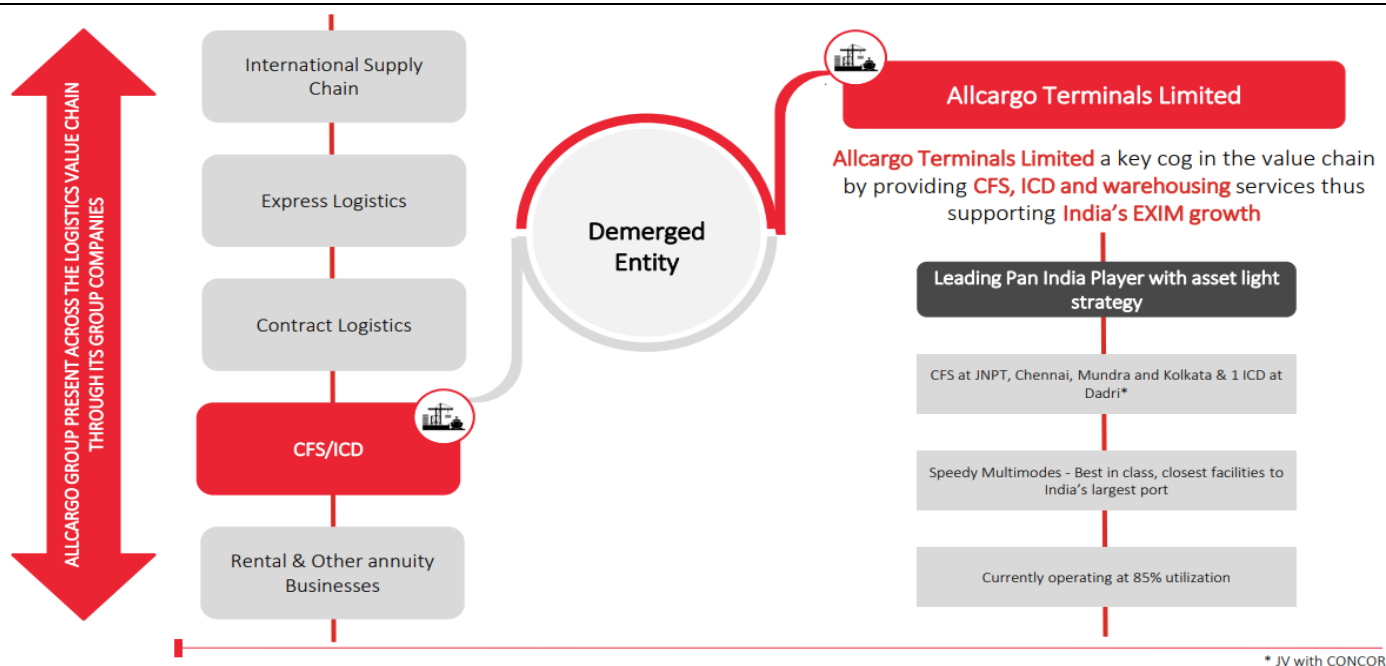 ALLCARGO GROUP PRESENT ACROSS THE LOGISTICS VALUE CHAIN
THROUGH ITS GROUP COMPANIES
International Supply
Chain
Express Logistics
Contract Logistics
CFS/ICD
Rental & Other annuity
Businesses
Demerged
Entity
Allcargo Terminals Limited
Allcargo Terminals Limited a key cog in the value chain
by providing CFS, ICD and warehousing services thus
supporting India's EXIM growth
Leading Pan India Player with asset light
strategy
CFS at JNPT, Chennai, Mundra and Kolkata & 1 ICD at
Dadri*
Speedy Multimodes - Best in class, closest facilities to
India's largest port
Currently operating at 85% utilization
* JV with CONCOR